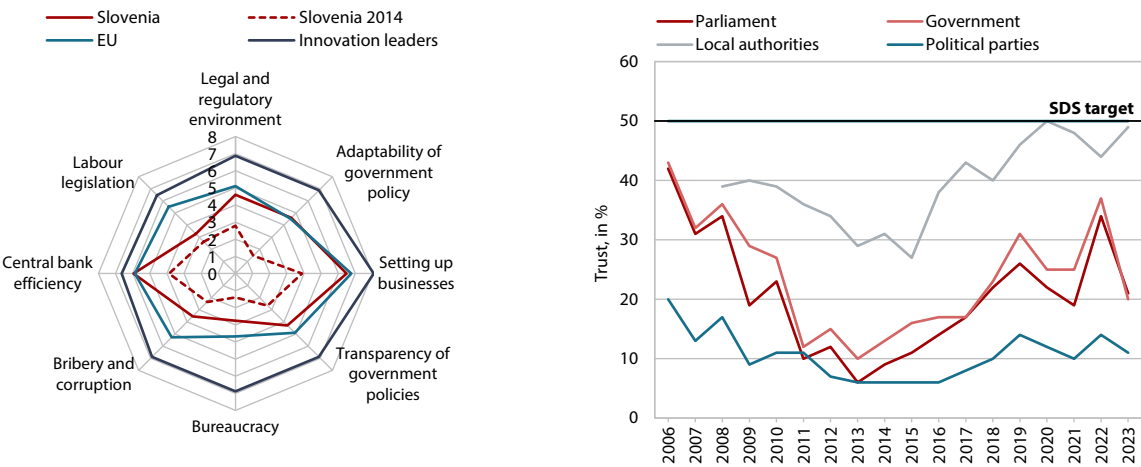 Slovenia
Slovenia 2014
EU
Innovation leaders
Legal and
regulatory
environment
Adaptability of
government
policy
Setting up
businesses
Transparency of
government
policies
Bureaucracy
Bribery and
corruption
Central bank
efficiency
Labour
legislation
8
7
6
5
4
3
2
1
0
Parliament
Government
Local authorities
Political parties
SDS target
Trust, in %
60
50
40
30
20
10
0
2006
2007
2008
2009
2010
2011
2012
2013
2014
2015
2016
2017
2018
2019
2020
2021
2022
2023